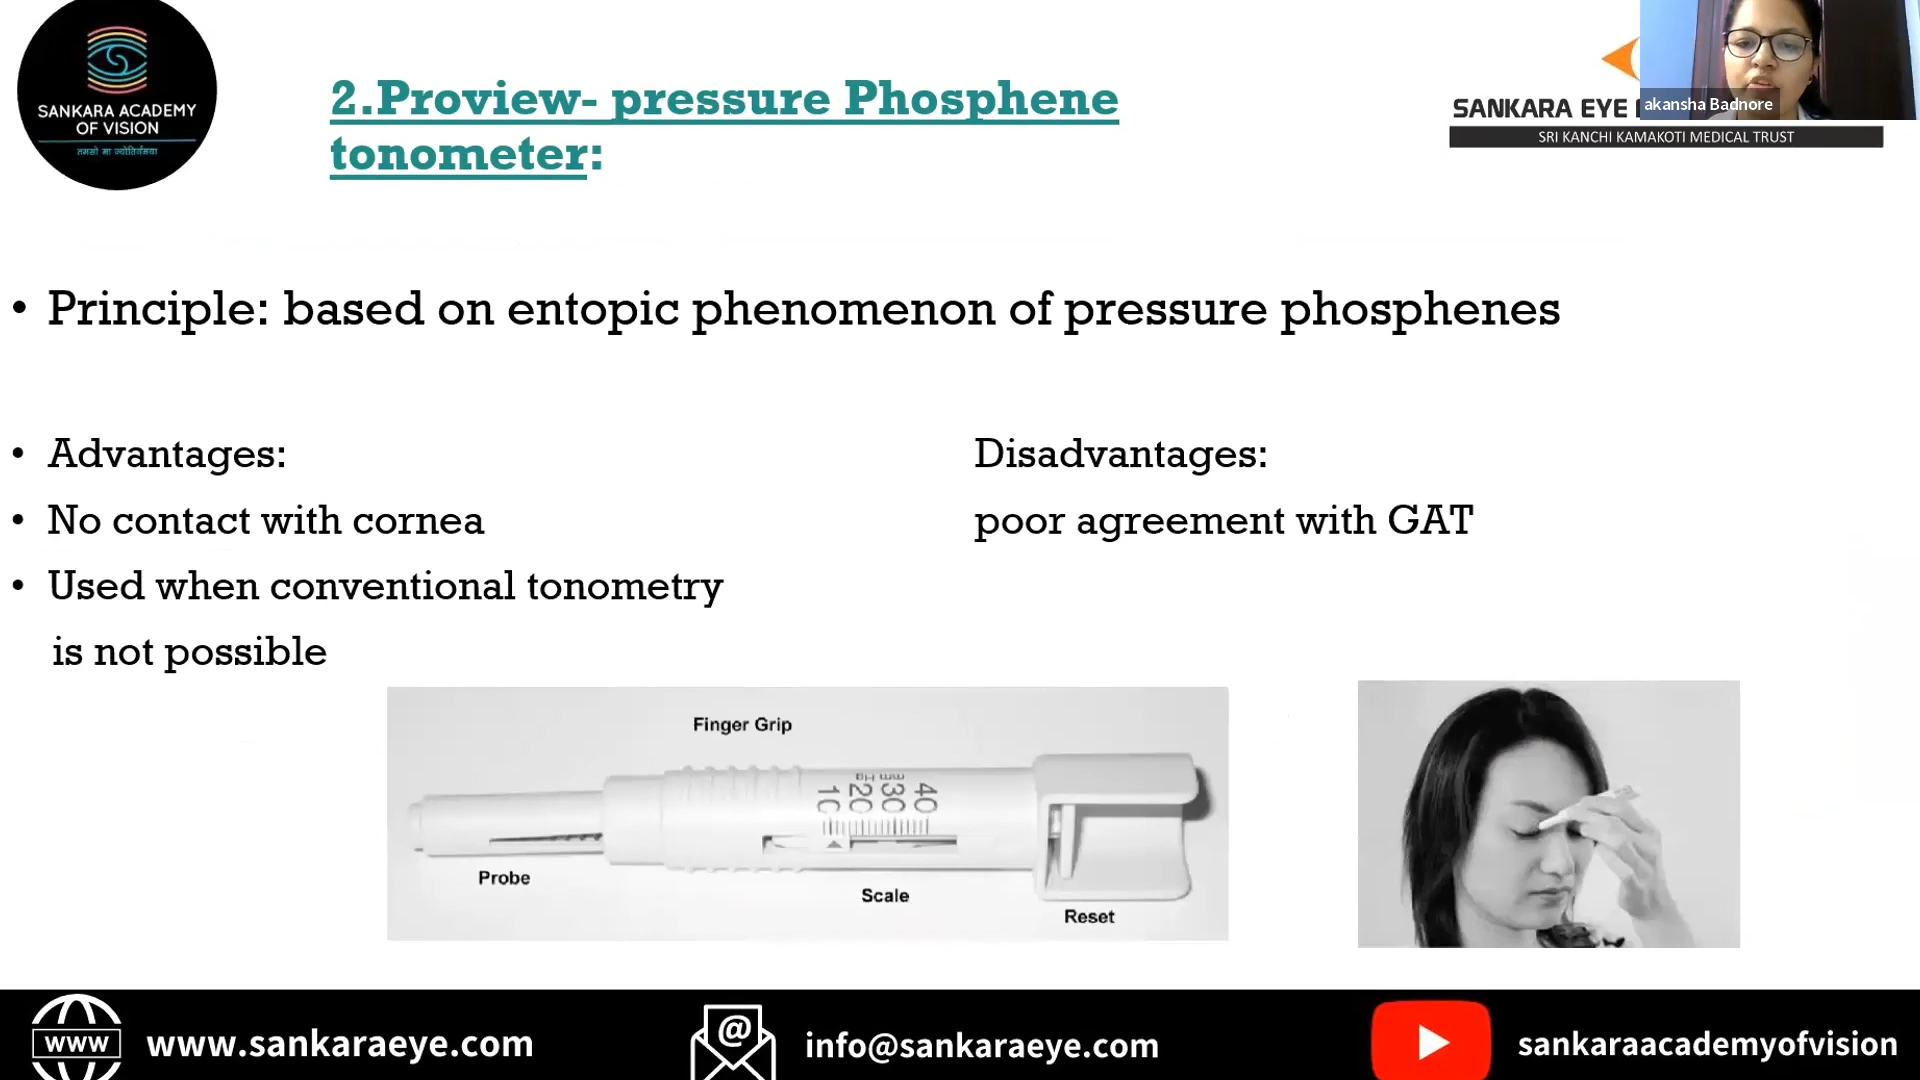 SANKARA ACADEMY
OF VISION
तमसो मा ज्योतिर्गमया
2.Proview- pressure Phosphene
tonometer:
SANKARA EYE
akansha Badnore
SRI KANCHI KAMAKOTI MEDICAL TRUST
• Principle: based on entopic phenomenon of pressure phosphenes
• Advantages:
• No contact with cornea
• Used when conventional tonometry
is not possible
Disadvantages:
poor agreement with GAT
Finger Grip
10 20 30 40
Probe
Scale
Reset
www
www.sankaraeye.com
@
info@sankaraeye.com
sankaraacademyofvision